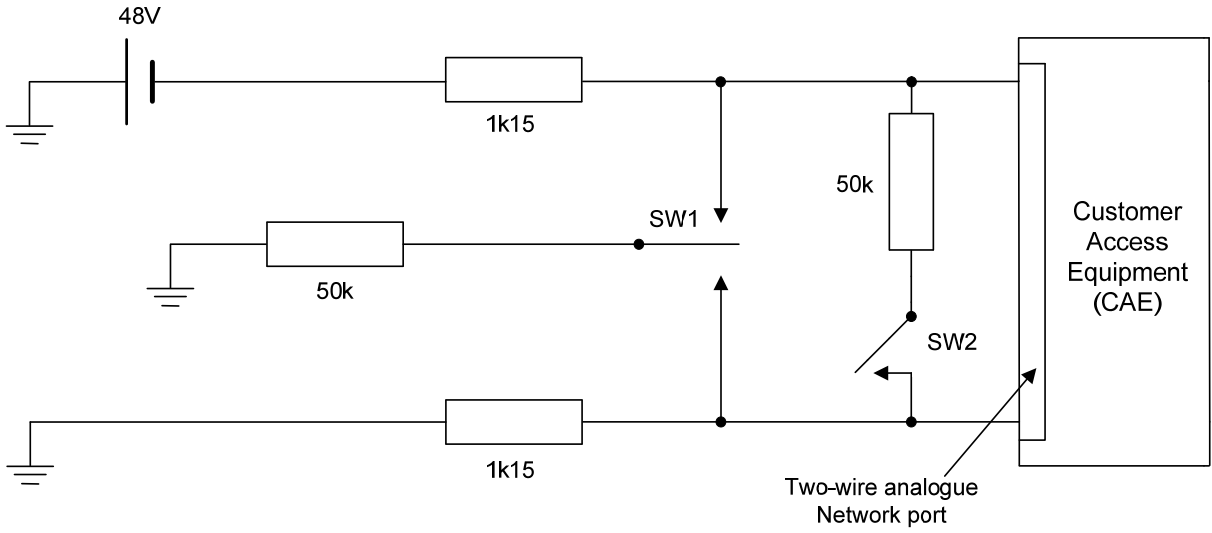 48V
1k15
50k
SW1
50k
SW2
Customer
Access
Equipment
(CAE)
1k15
Two-wire analogue
Network port